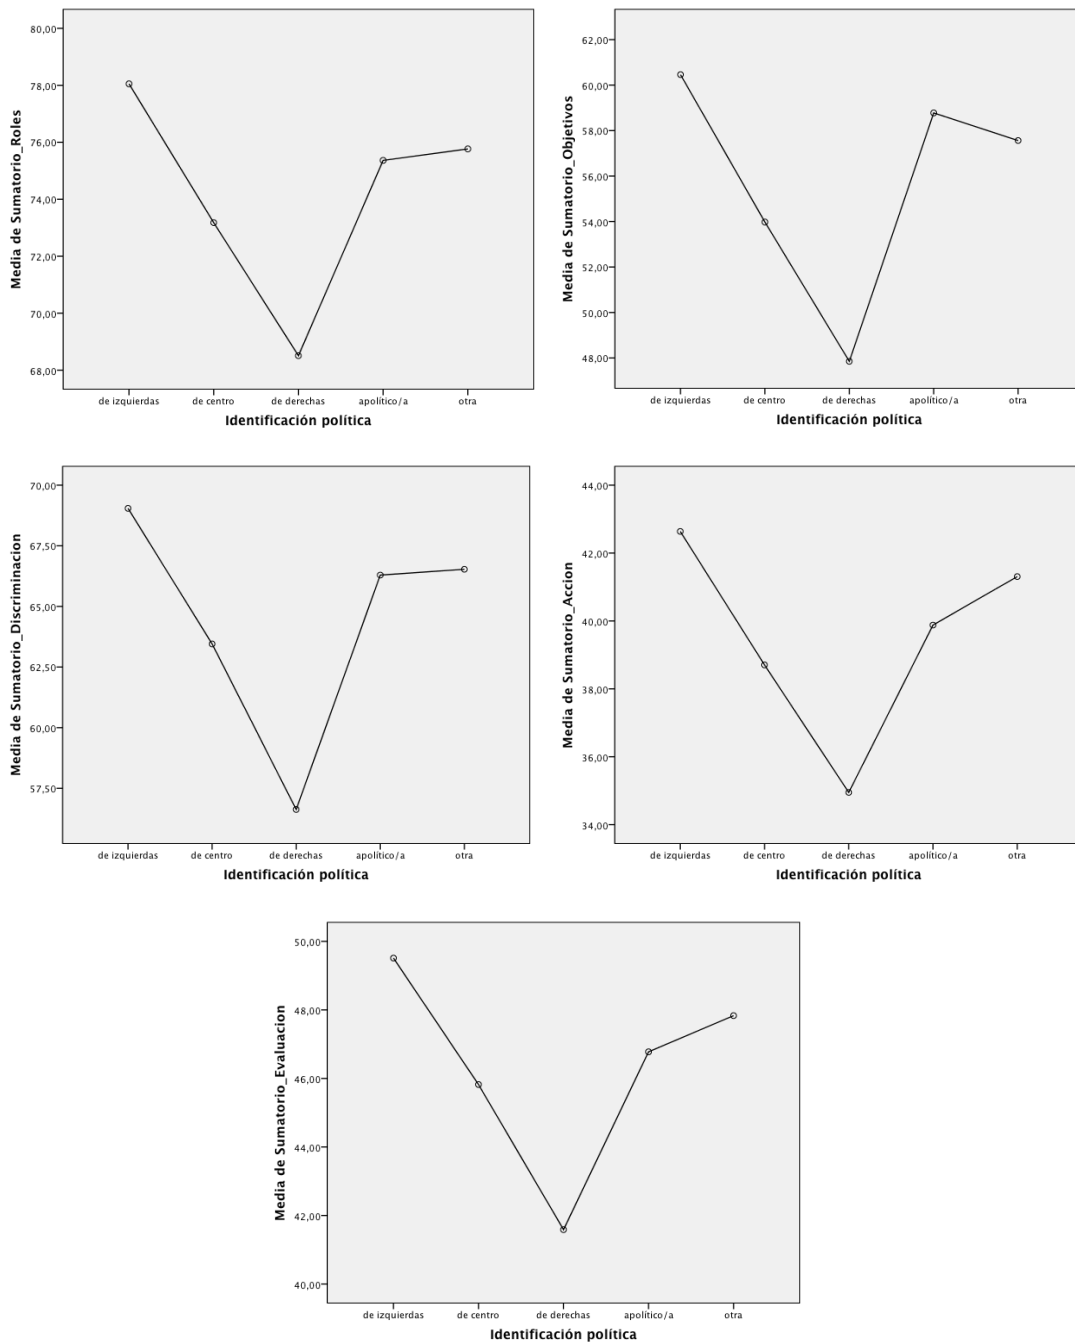 80,00
78,00
76,00
74,00
72,00
70,00
68,00
Media de Sumatorio_Roles
de izquierdas de centro de derechas apolítico/a otra
Identificación política
62,00
60,00
58,00
56,00
54,00
52,00
50,00
48,00
Media de Sumatorio_Objetivos
de izquierdas de centro de derechas apolítico/a otra
Identificación política
70,00
67,50
65,00
62,50
60,00
57,50
Media de Sumatorio_Discriminacion
de izquierdas de centro de derechas apolítico/a otra
Identificación política
44,00
42,00
40,00
38,00
36,00
34,00
Media de Sumatorio_Accion
de izquierdas de centro de derechas apolítico/a otra
Identificación política
50,00
48,00
46,00
44,00
42,00
40,00
Media de Sumatorio_Evaluacion
de izquierdas de centro de derechas apolítico/a otra
Identificación política